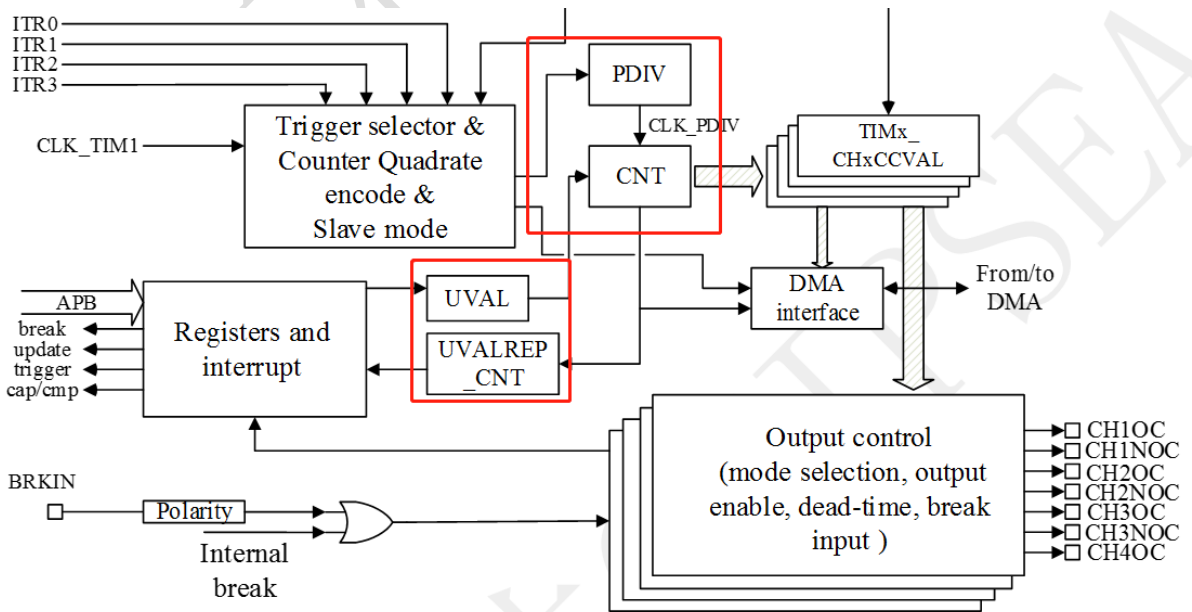 ITR0
ITR1
ITR2
ITR3
CLK_TIM1
Trigger selector &
Counter Quadrate
encode &
Slave mode
PDIV
CLK_PDIV
CNT
TIMx_
CHxCCVAL
UVAL
UVALREP
_CNT
DMA
interface
From/to
DMA
APB
break
update
trigger
cap/cmp
Registers and
interrupt
BRKIN
Polarity
Internal
break
Output control
(mode selection, output
enable, dead-time, break
input )
CH1OC
CH1NOC
CH2OC
CH2NOC
CH3OC
CH3NOC
CH4OC